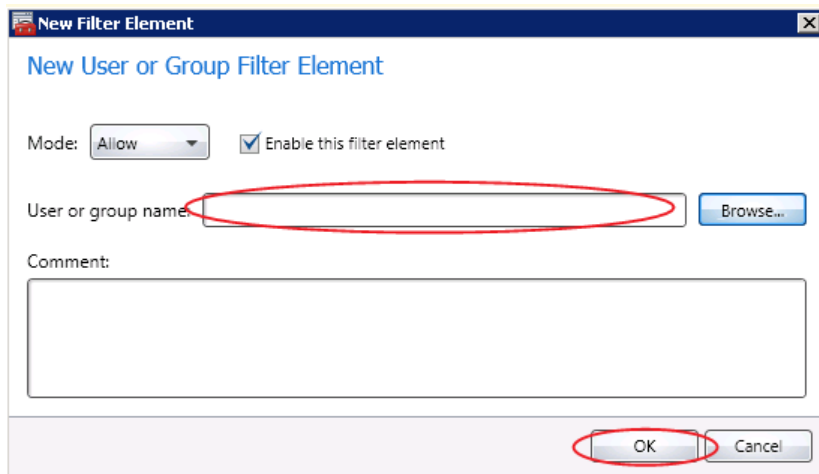 New Filter Element
New User or Group Filter Element
Mode: Allow Enable this filter element
User or group name: Browse...
Comment:
OK Cancel